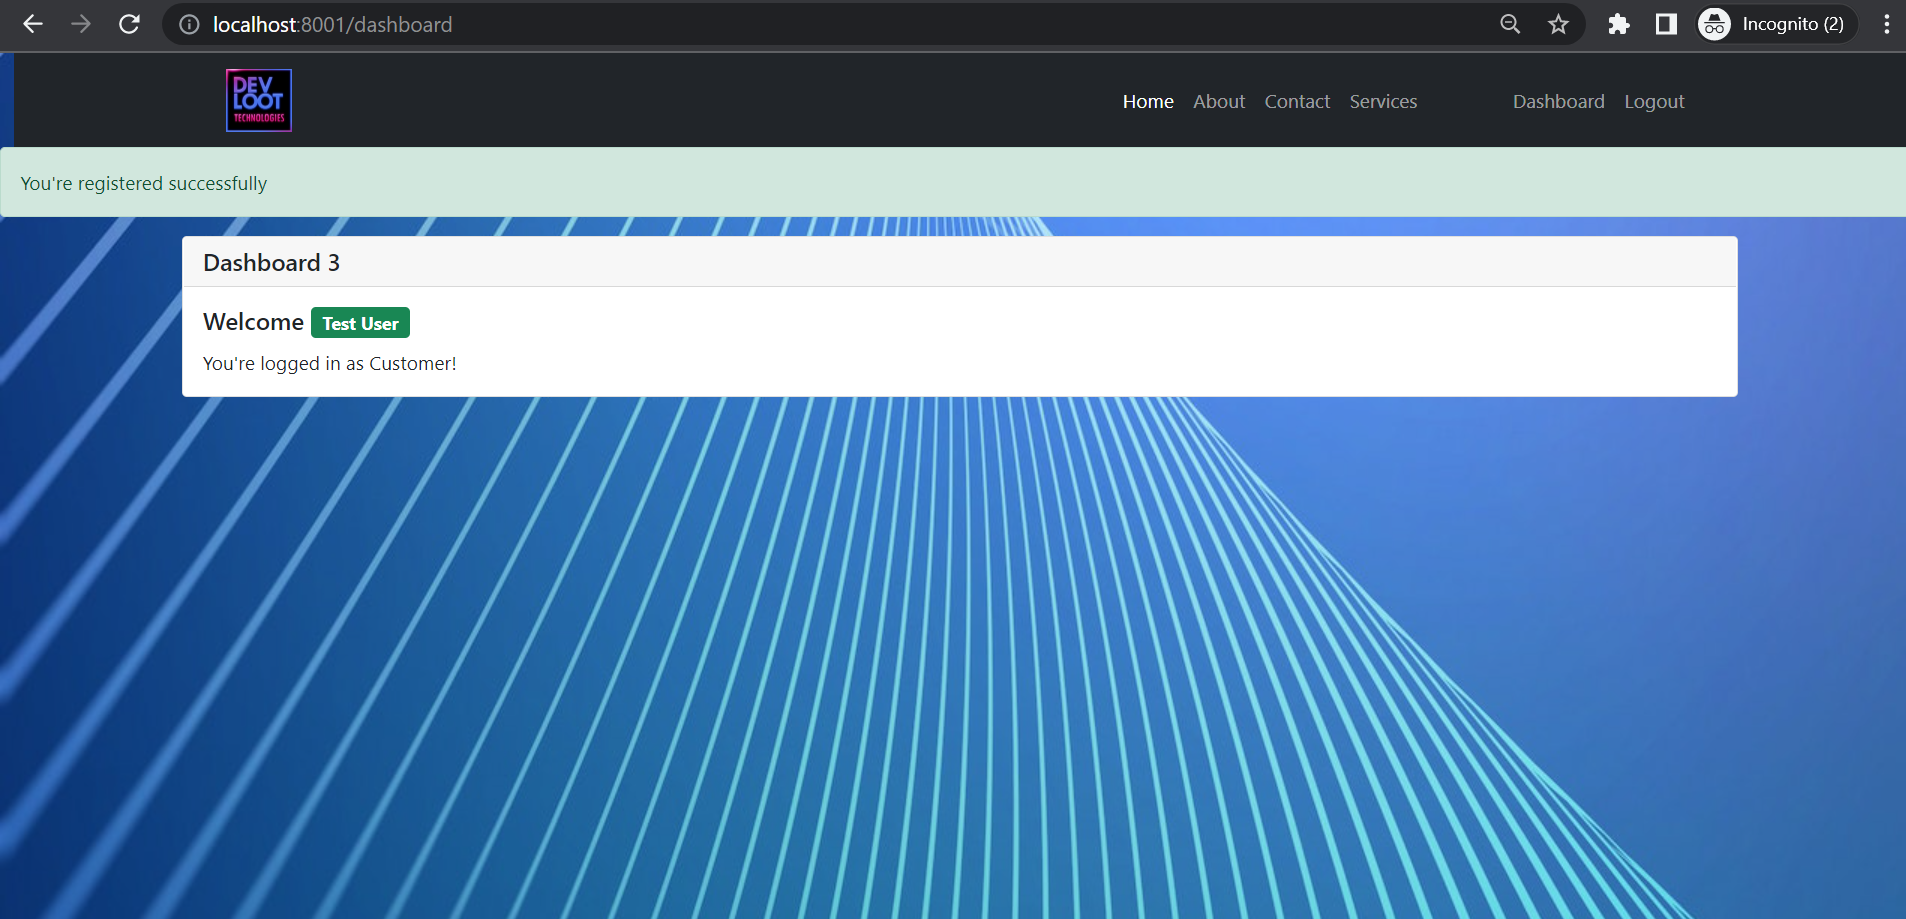 localhost:8001/dashboard
Incognito (2)
DEV
LOOT
TECHNOLOGIES
Home About Contact Services Dashboard Logout
You're registered successfully
Dashboard 3
Welcome Test User
You're logged in as Customer!